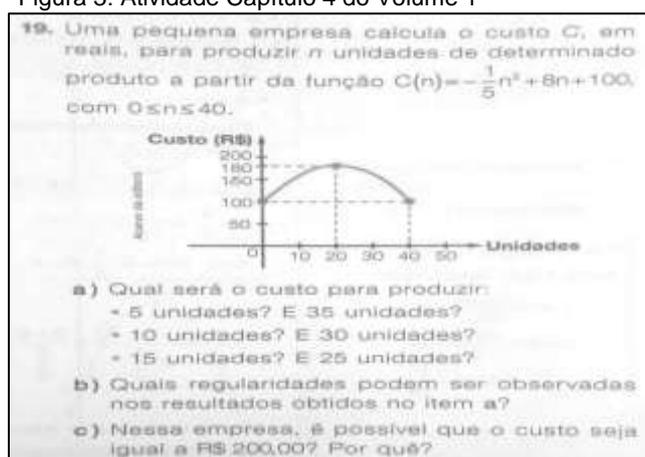 Figura 3: Atividade Capítulo 4 do Volume 1
19. Uma pequena empresa calcula o custo C, em
reais, para produzir n unidades de determinado
produto a partir da função C(n)=-1/5n²+8n+100,
com 0≤n≤40.
Custo (R$)
200
180
150
100
50
0 10 20 30 40 50 Unidades
a) Qual será o custo para produzir:
• 5 unidades? E 35 unidades?
• 10 unidades? E 30 unidades?
• 15 unidades? E 25 unidades?
b) Quais regularidades podem ser observadas
nos resultados obtidos no item a?
c) Nessa empresa, é possível que o custo seja
igual a R$ 200,00? Por quê?